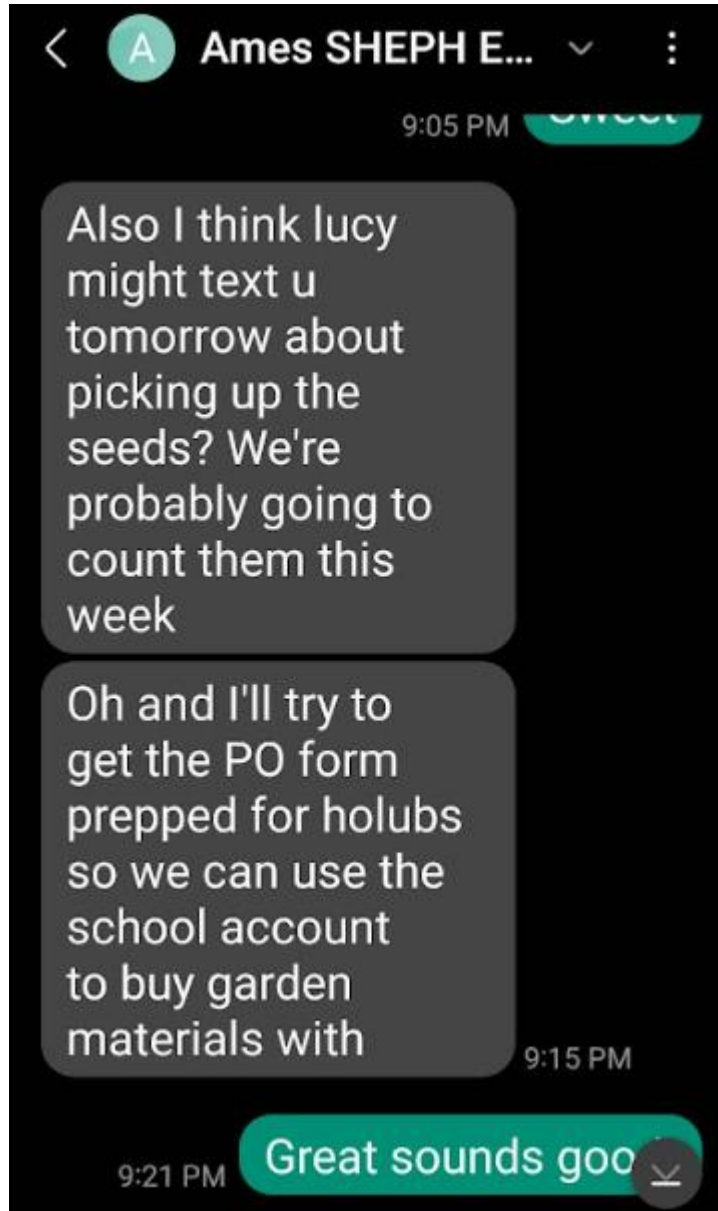 A Ames SHEPH E...
9:05 PM
Also I think lucy
might text u
tomorrow about
picking up the
seeds? We're
probably going to
count them this
week
Oh and I'll try to
get the PO form
prepped for holubs
so we can use the
school account
to buy garden
materials with
9:15 PM
9:21 PM Great sounds goo